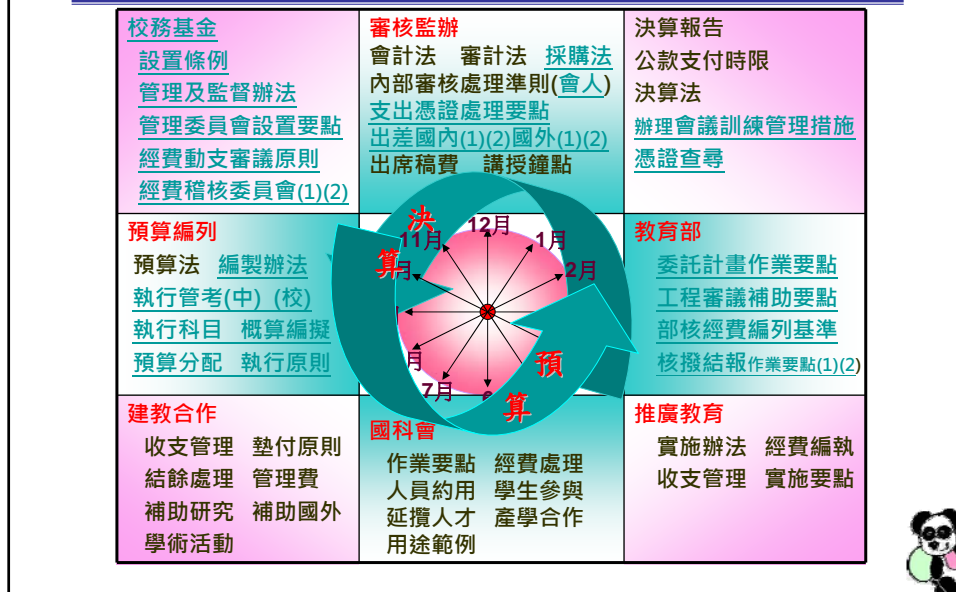 校務基金
設置條例
管理及監督辦法
管理委員會設置要點
經費動支審議原則
經費稽核委員會(1)(2)
審核監辦
會計法 審計法 採購法
內部審核處理準則(會人)
支出憑證處理要點
出差國內(1)(2)國外(1)(2)
出席稿費 講授鐘點
決算報告
公款支付時限
決算法
辦理會議訓練管理措施
憑證查尋
預算編列
預算法 編製辦法
執行管考(中) (校)
執行科目 概算編擬
預算分配 執行原則
決
算
12月
11月
1月
2月
月
月
7月
預
算
教育部
委託計畫作業要點
工程審議補助要點
部核經費編列基準
核撥結報作業要點(1)(2)
建教合作
收支管理 墊付原則
結餘處理 管理費
補助研究 補助國外
學術活動
國科會
作業要點 經費處理
人員約用 學生參與
延攬人才 產學合作
用途範例
推廣教育
實施辦法 經費編執
收支管理 實施要點